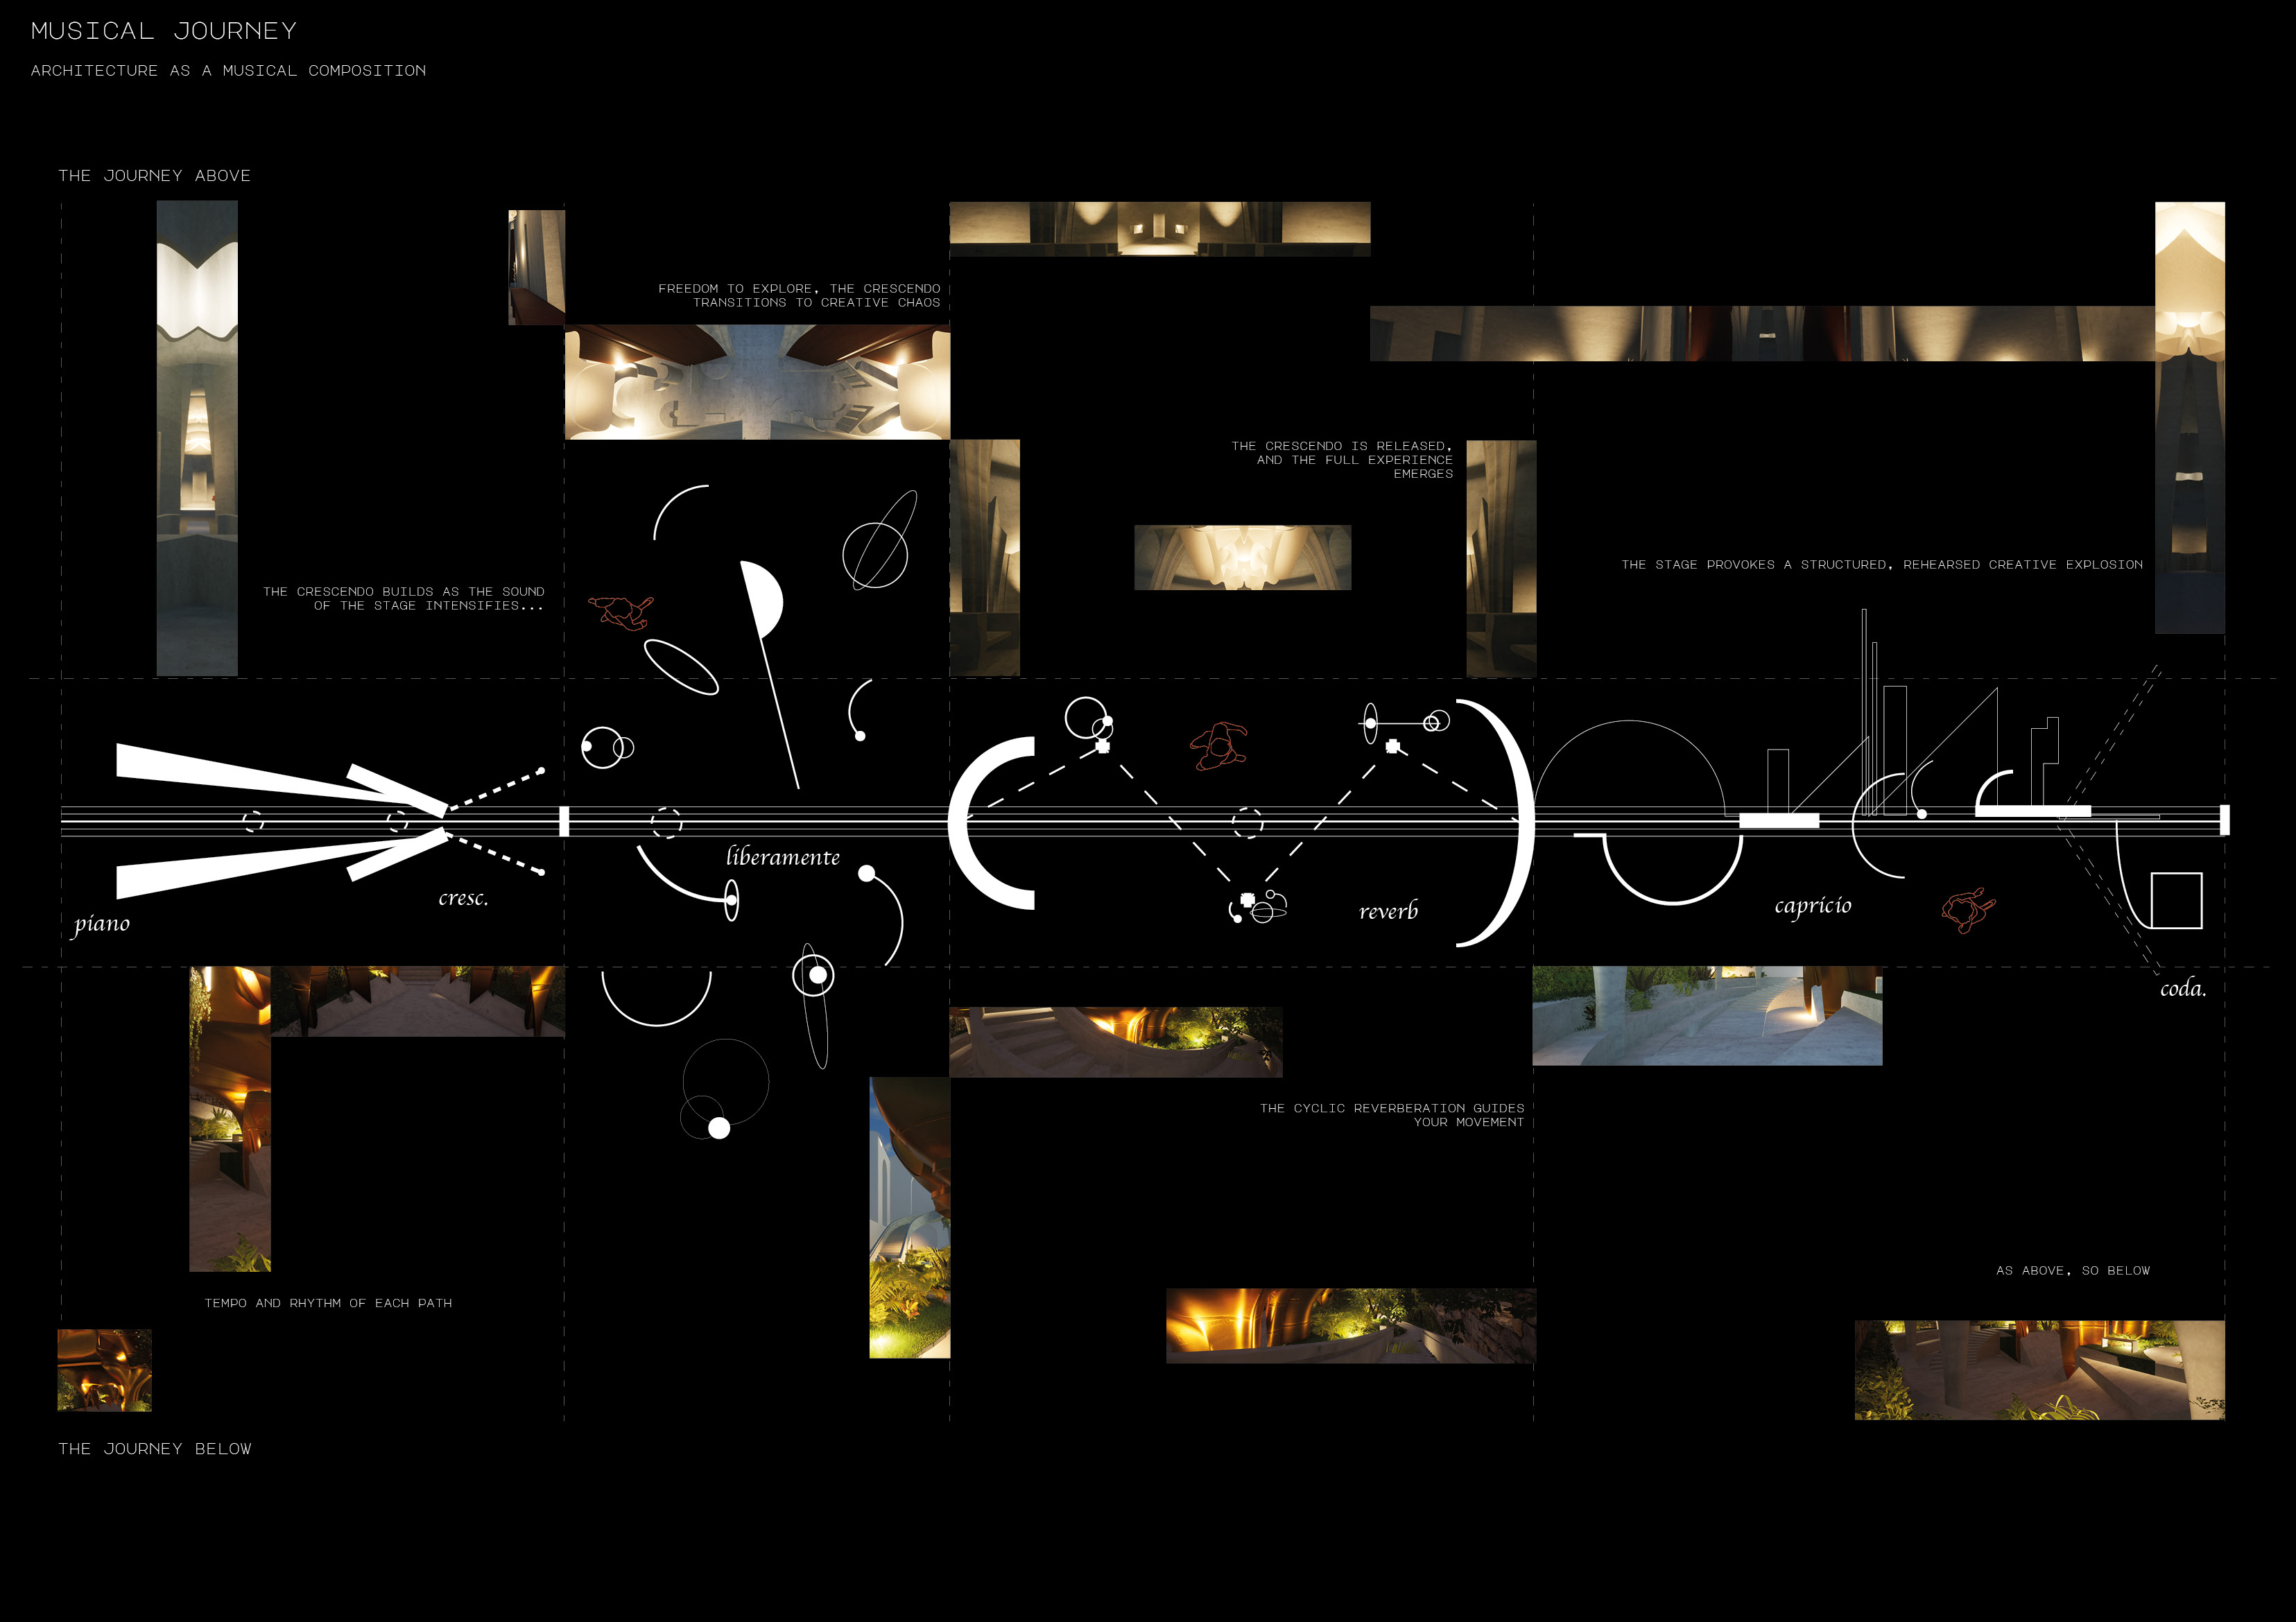 MUSICAL JOURNEY
ARCHITECTURE AS A MUSICAL COMPOSITION
THE JOURNEY ABOVE
FREEDOM TO EXPLORE, THE CRESCENDO
TRANSITIONS TO CREATIVE CHAOS
THE CRESCENDO IS RELEASED,
AND THE FULL EXPERIENCE
EMERGES
THE STAGE PROVOKES A STRUCTURED, REHEARSED CREATIVE EXPLOSION
THE CRESCENDO BUILDS AS THE SOUND
OF THE STAGE INTENSIFIES...
piano
cresc.
liberamente
reverb
capricio
coda.
THE CYCLIC REVERBERATION GUIDES
YOUR MOVEMENT
AS ABOVE, SO BELOW
TEMPO AND RHYTHM OF EACH PATH
THE JOURNEY BELOW